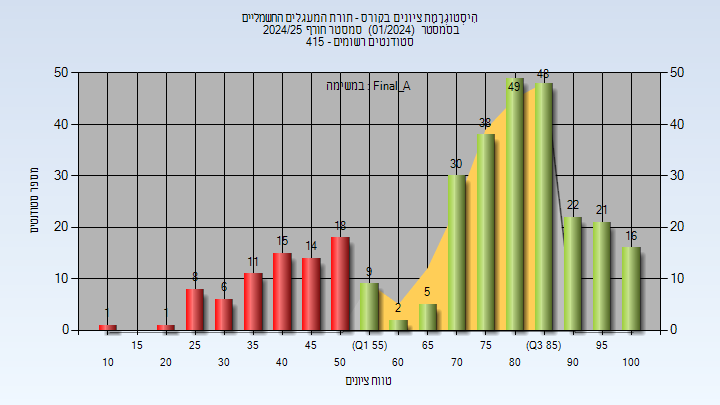 היסטוגרמת ציונים בקורס - תורת המעגלים החשמליים
בסמסטר (01/2024) סמסטר חורף 2024/25
סטודנטים רשומים - 415
במשימה : Final_A
מספר סטודנטים
50 40 30 20 10 0
50 40 30 20 10 0
1 1 8 6 11 15 14 18 9 2 5 30 38 49 48 22 21 16
15 25 35 45 (Q1 55) 65 75 (Q3 85) 95
10 20 30 40 50 60 70 80 90 100
טווח ציונים